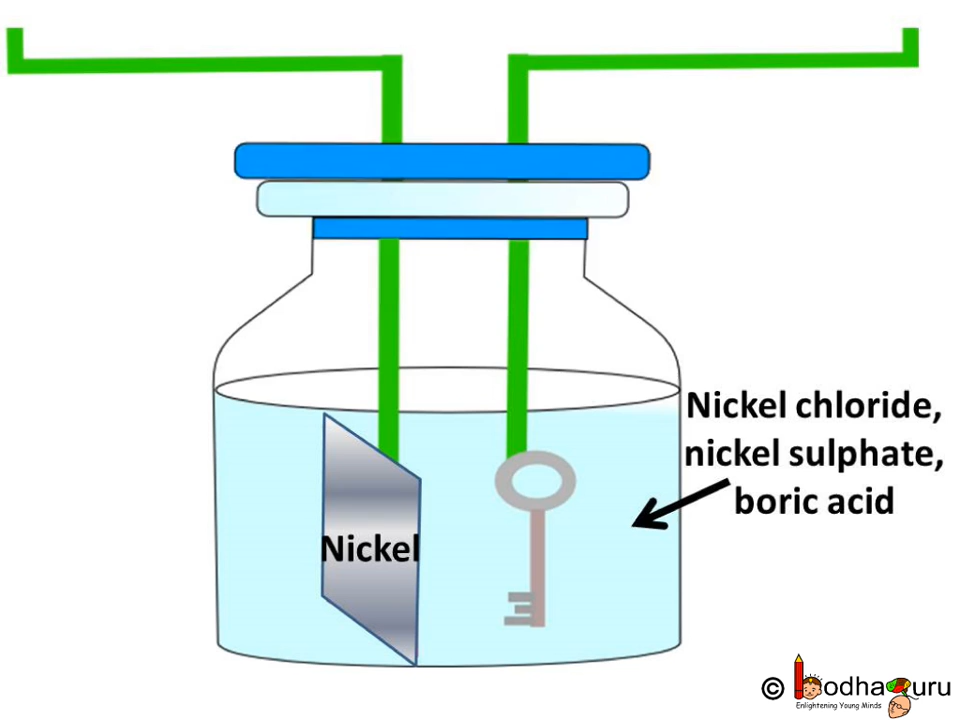 Nickel chloride,
nickel sulphate,
boric acid
Nickel
© bodhaguru
Enlightening Young Minds